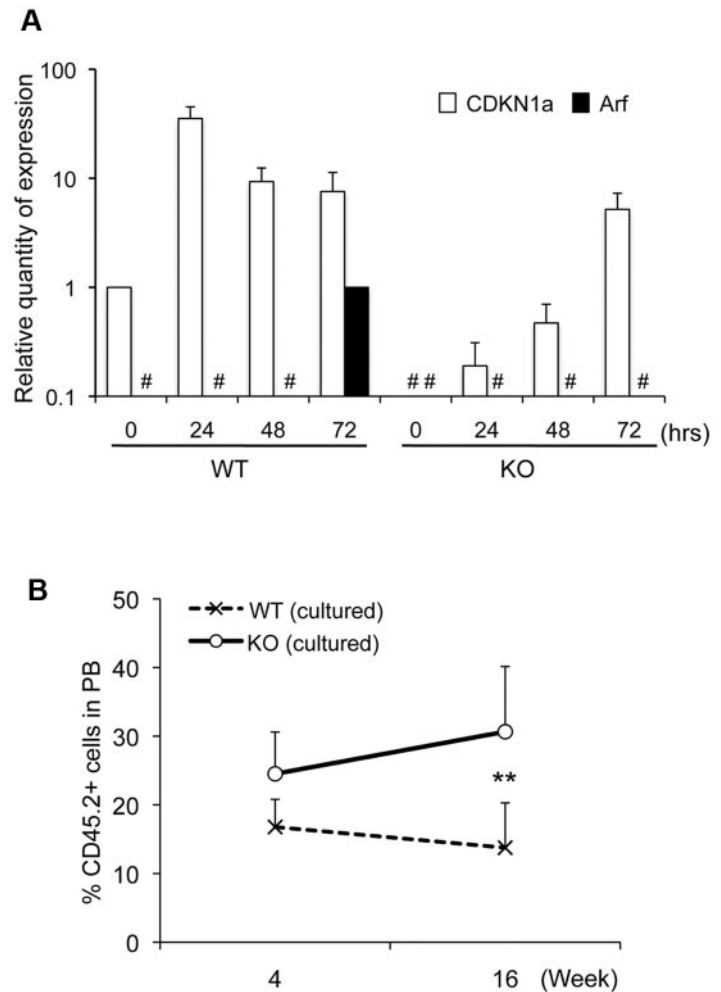 A
100
10
1
0.1
Relative quantity of expression
CDKN1a Arf
# # # # # # # #
0 24 48 72 0 24 48 72 (hrs)
WT KO
B
50
40
30
20
10
0
% CD45.2+ cells in PB
WT (cultured)
KO (cultured)
**
4 16 (Week)